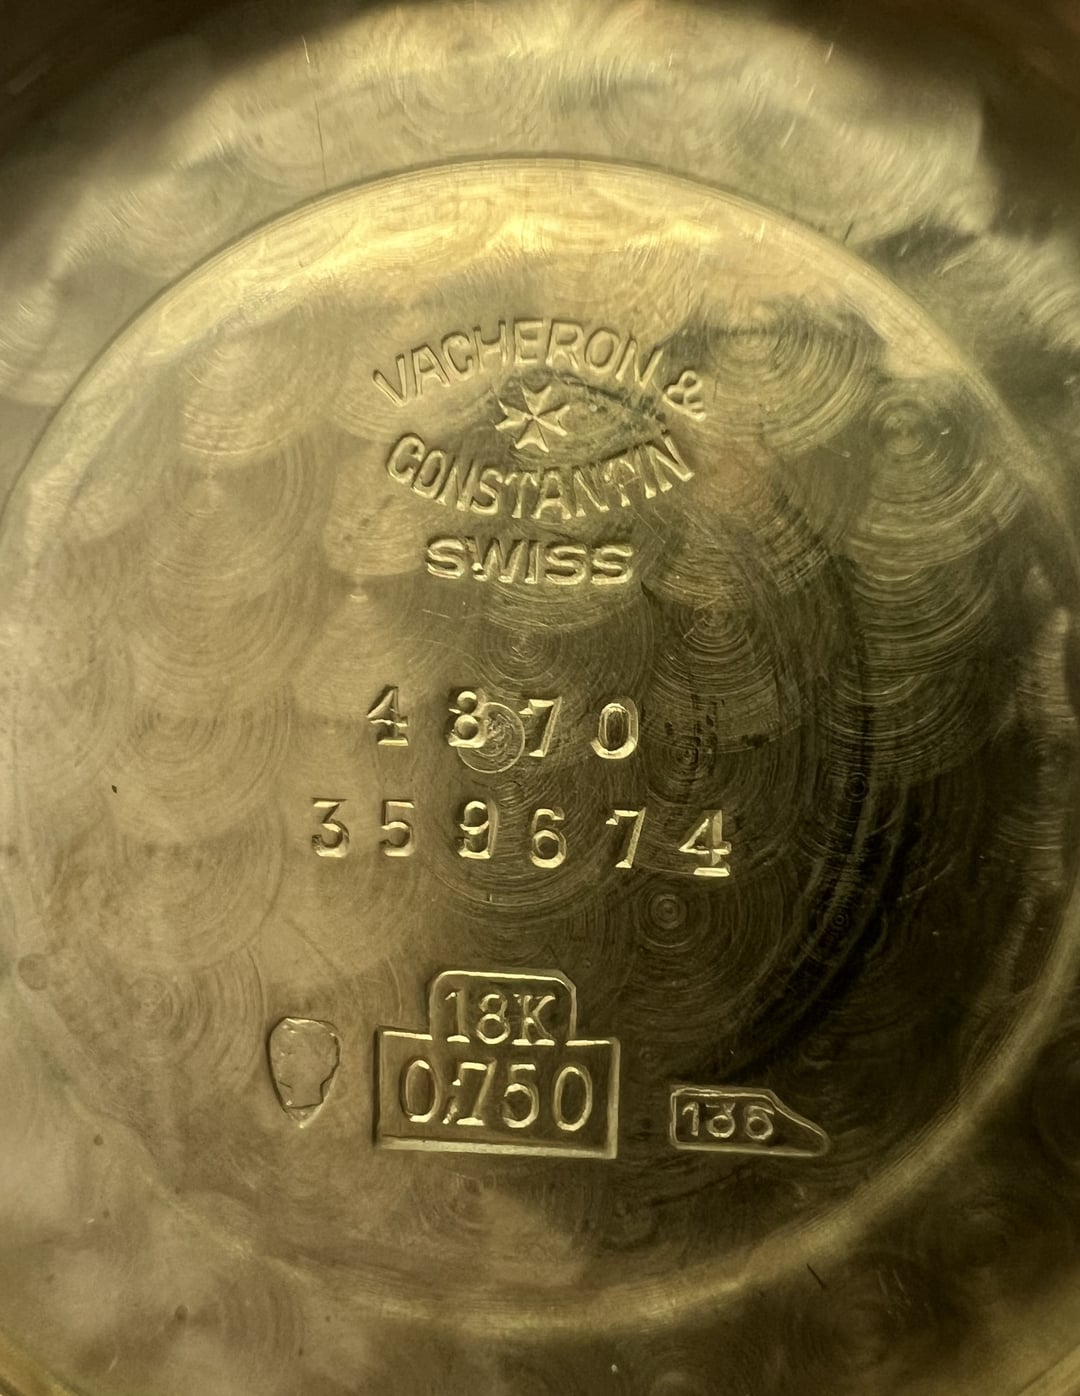 VACHERON &
CONSTANTIN
SWISS
4870
359674
18K
0,750
136